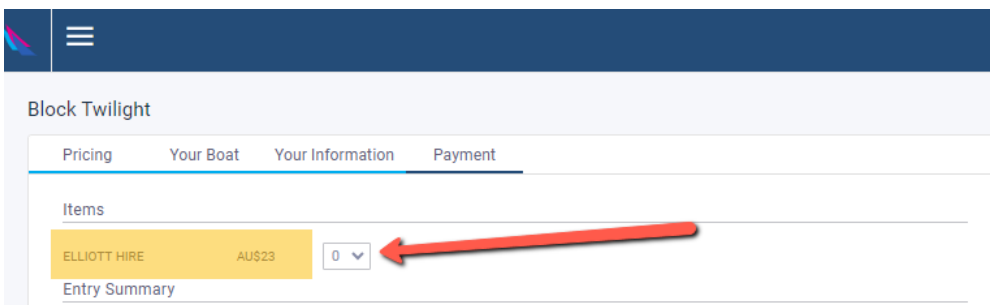 Block Twilight
Pricing Your Boat Your Information Payment
Items
ELLIOTT HIRE AU$23 0
Entry Summary